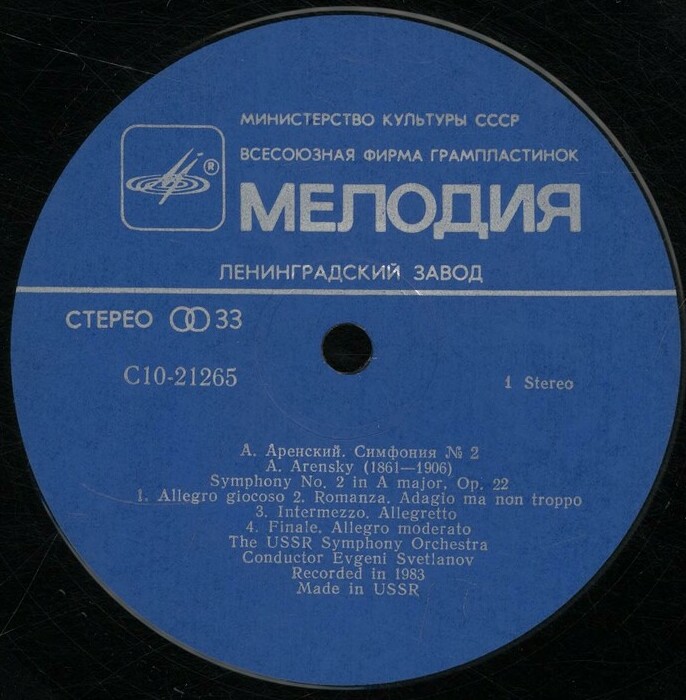 МИНИСТЕРСТВО КУЛЬТУРЫ СССР
ВСЕСОЮЗНАЯ ФИРМА ГРАМПЛАСТИНОК
®
МЕЛОДИЯ
ЛЕНИНГРАДСКИЙ ЗАВОД
СТЕРЕО 33
С10-21265
1 Stereo
А. Аренский. Симфония № 2
A. Arensky (1861—1906)
Symphony No. 2 in A major, Op. 22
1. Allegro giocoso 2. Romanza. Adagio ma non troppo
3. Intermezzo. Allegretto
4. Finale. Allegro moderato
The USSR Symphony Orchestra
Conductor Evgeni Svetlanov
Recorded in 1983
Made in USSR